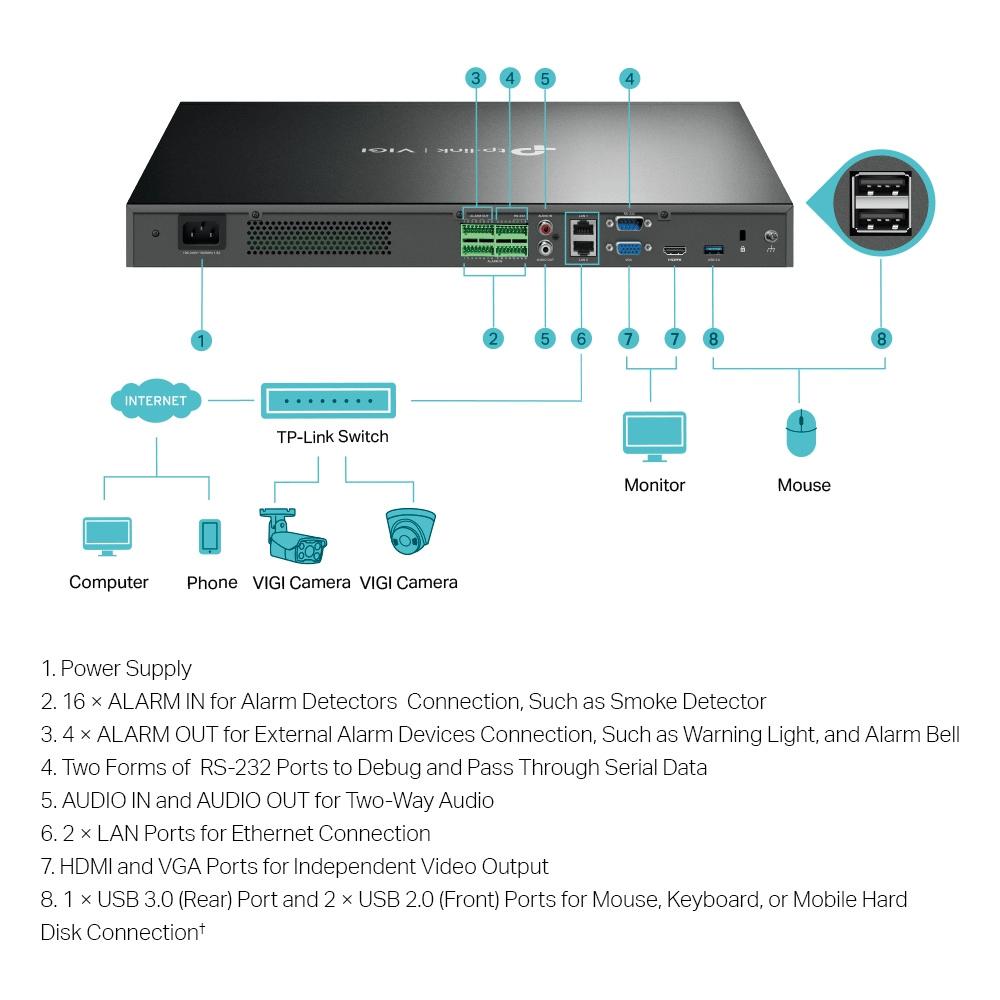 3 4 5 4
tp-link | VIGI
ALARM OUT RS-232 AUDIO IN LAN 1 RS-232
ALARM IN AUDIO OUT LAN 2 VGA HDMI USB 3.0
1 2 5 6 7 7 8 8
INTERNET
TP-Link Switch
Monitor Mouse
Computer Phone VIGI Camera VIGI Camera
1. Power Supply
2. 16 × ALARM IN for Alarm Detectors Connection, Such as Smoke Detector
3. 4 × ALARM OUT for External Alarm Devices Connection, Such as Warning Light, and Alarm Bell
4. Two Forms of RS-232 Ports to Debug and Pass Through Serial Data
5. AUDIO IN and AUDIO OUT for Two-Way Audio
6. 2 × LAN Ports for Ethernet Connection
7. HDMI and VGA Ports for Independent Video Output
8. 1 × USB 3.0 (Rear) Port and 2 × USB 2.0 (Front) Ports for Mouse, Keyboard, or Mobile Hard
Disk Connection†